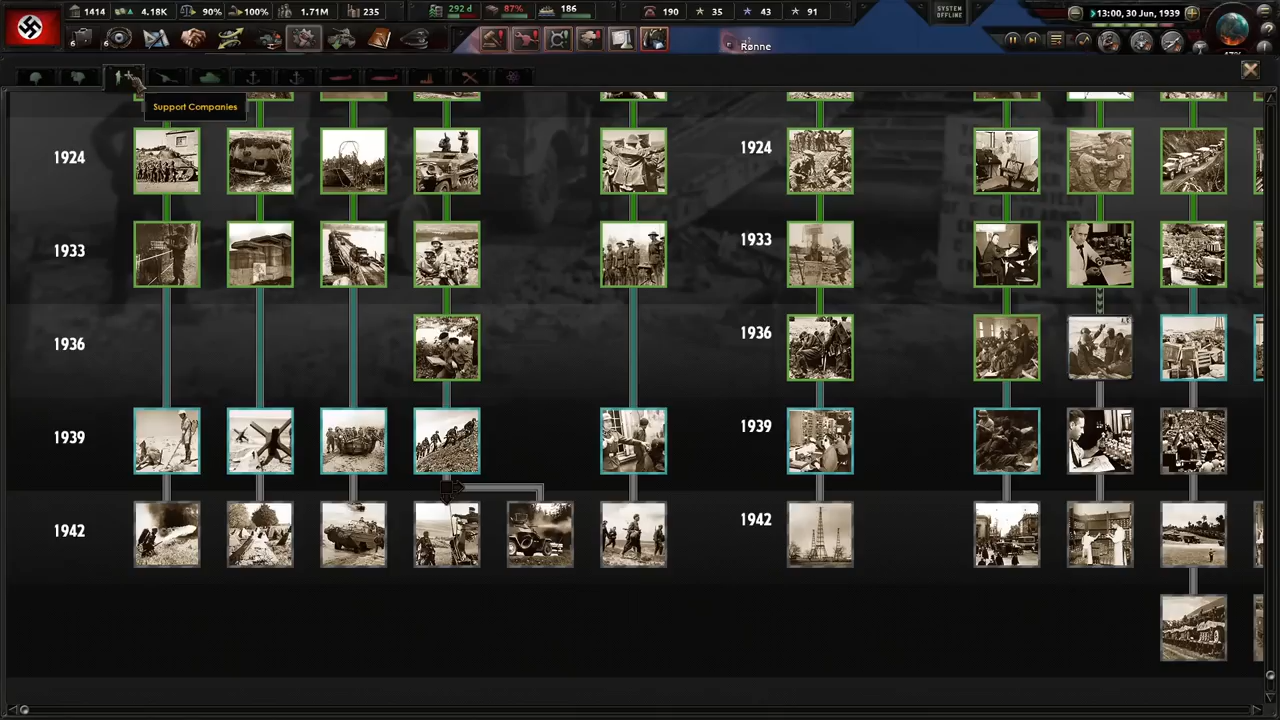 1414 4.18K 90% 100% 1.71M 235 292 d 87% 186 190 35 43 91
SYSTEM OFFLINE
13:00, 30 Jun, 1939
Rønne
Support Companies
1924 1924
1933 1933
1936 1936
1939 1939
1942 1942